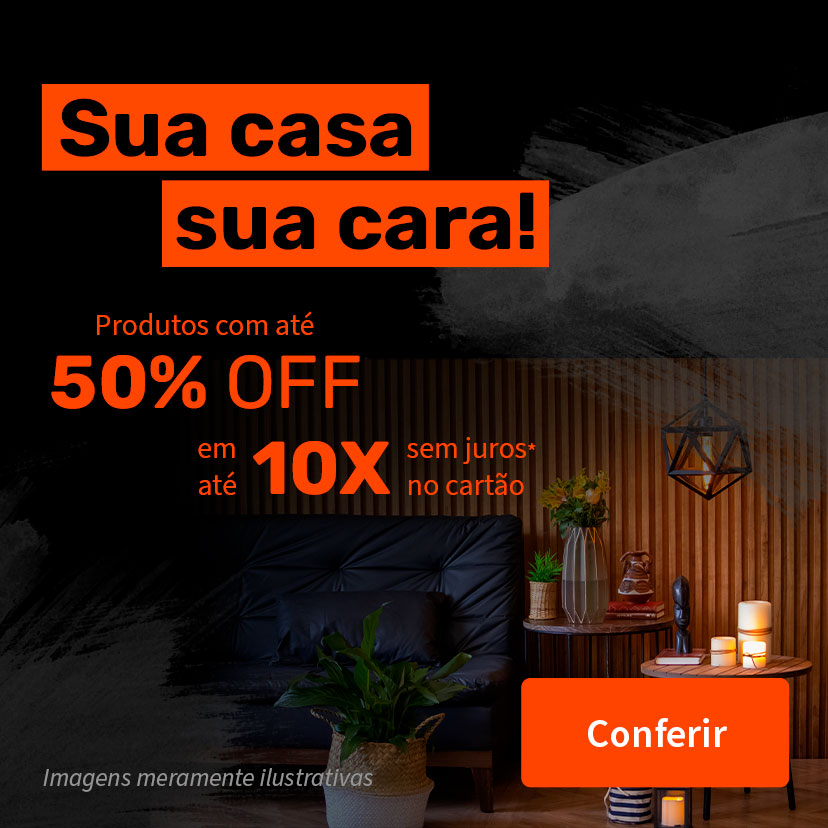 Sua casa
sua cara!
Produtos com até
50% OFF
em até 10X sem juros*
no cartão
Conferir
Imagens meramente ilustrativas